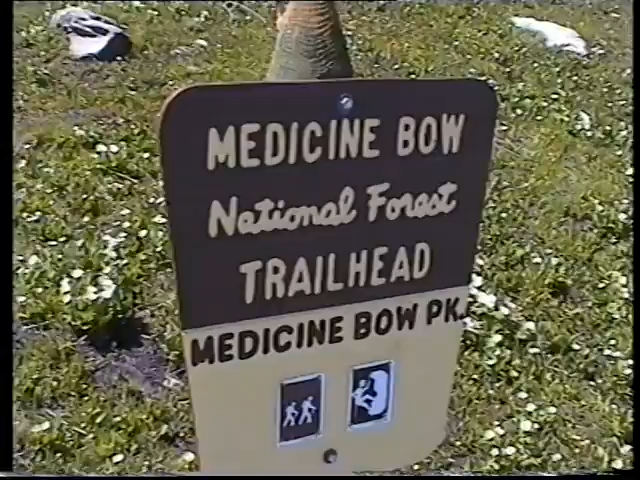 MEDICINE BOW
National Forest
TRAILHEAD
MEDICINE BOW PK.